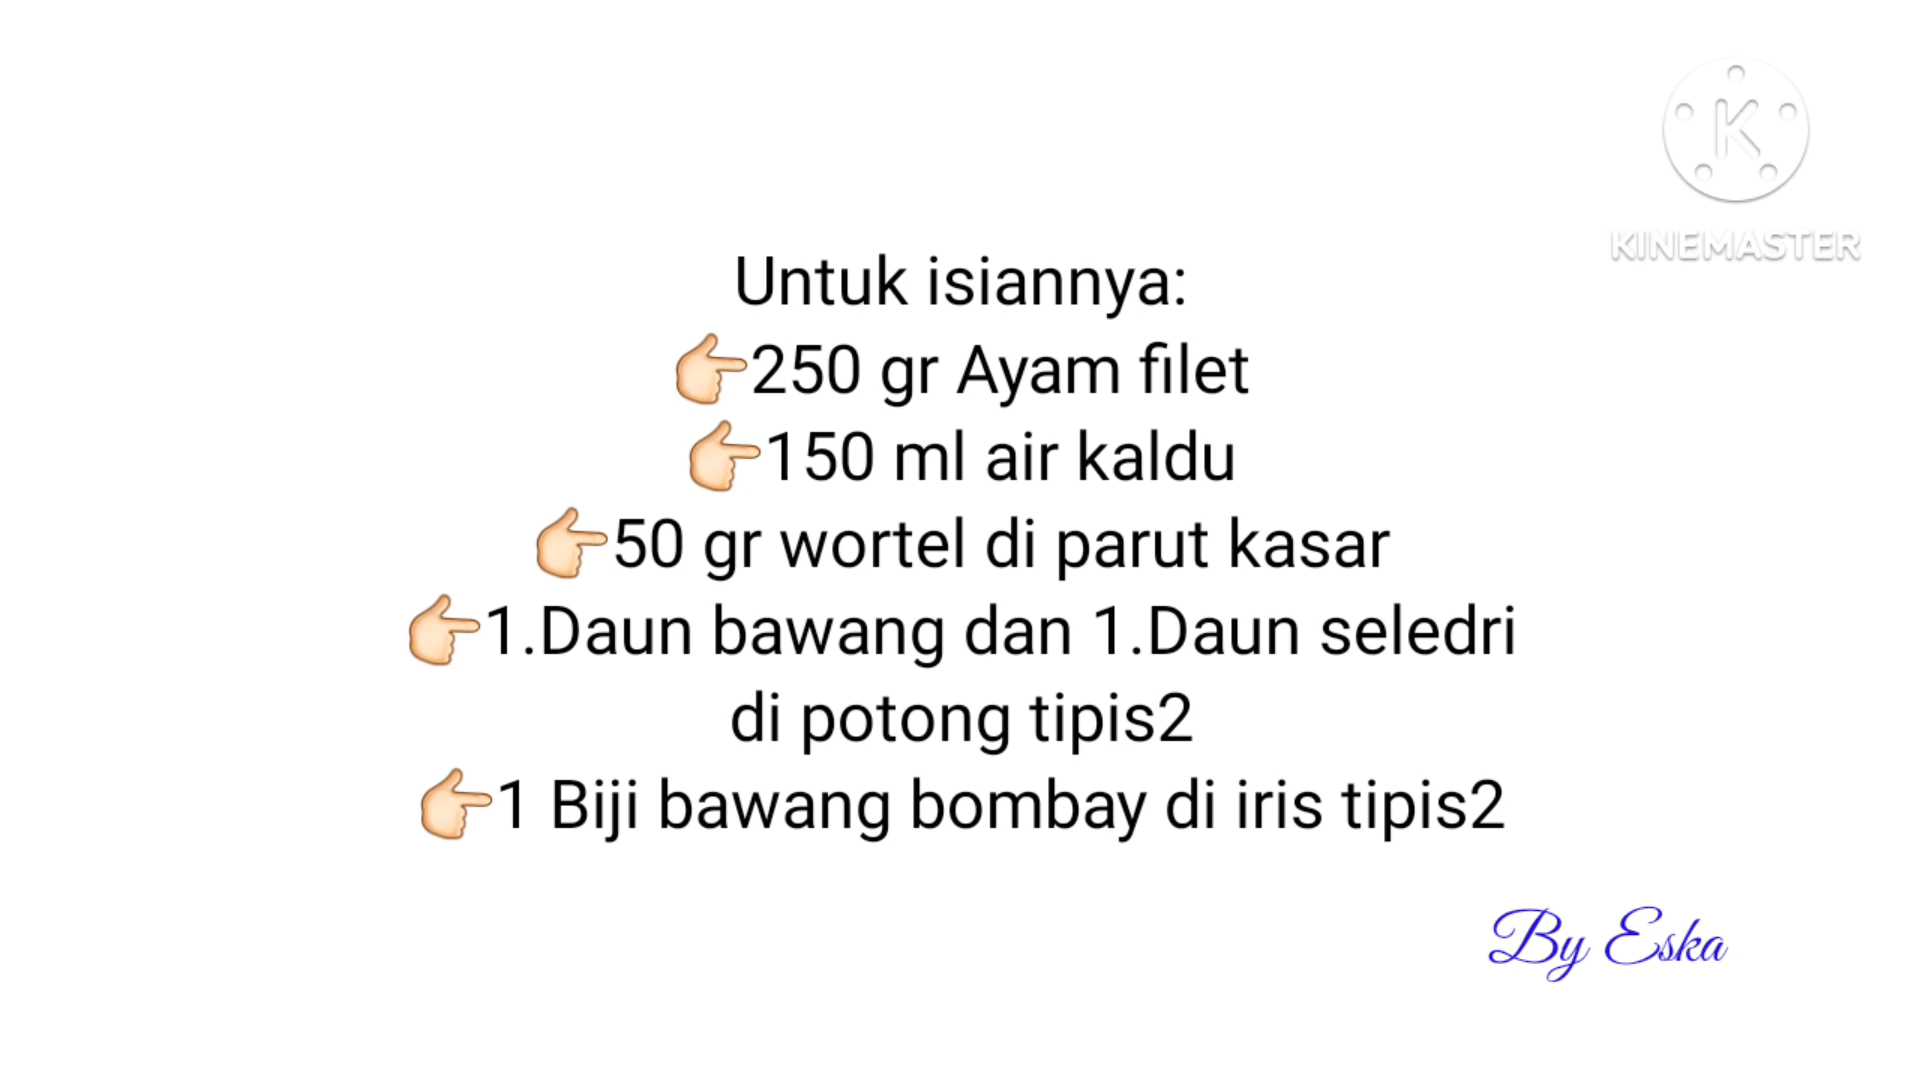 K
KINEMASTER
Untuk isiannya:
👉🏻250 gr Ayam filet
👉🏻150 ml air kaldu
👉🏻50 gr wortel di parut kasar
👉🏻1.Daun bawang dan 1.Daun seledri
di potong tipis2
👉🏻1 Biji bawang bombay di iris tipis2
By Eska